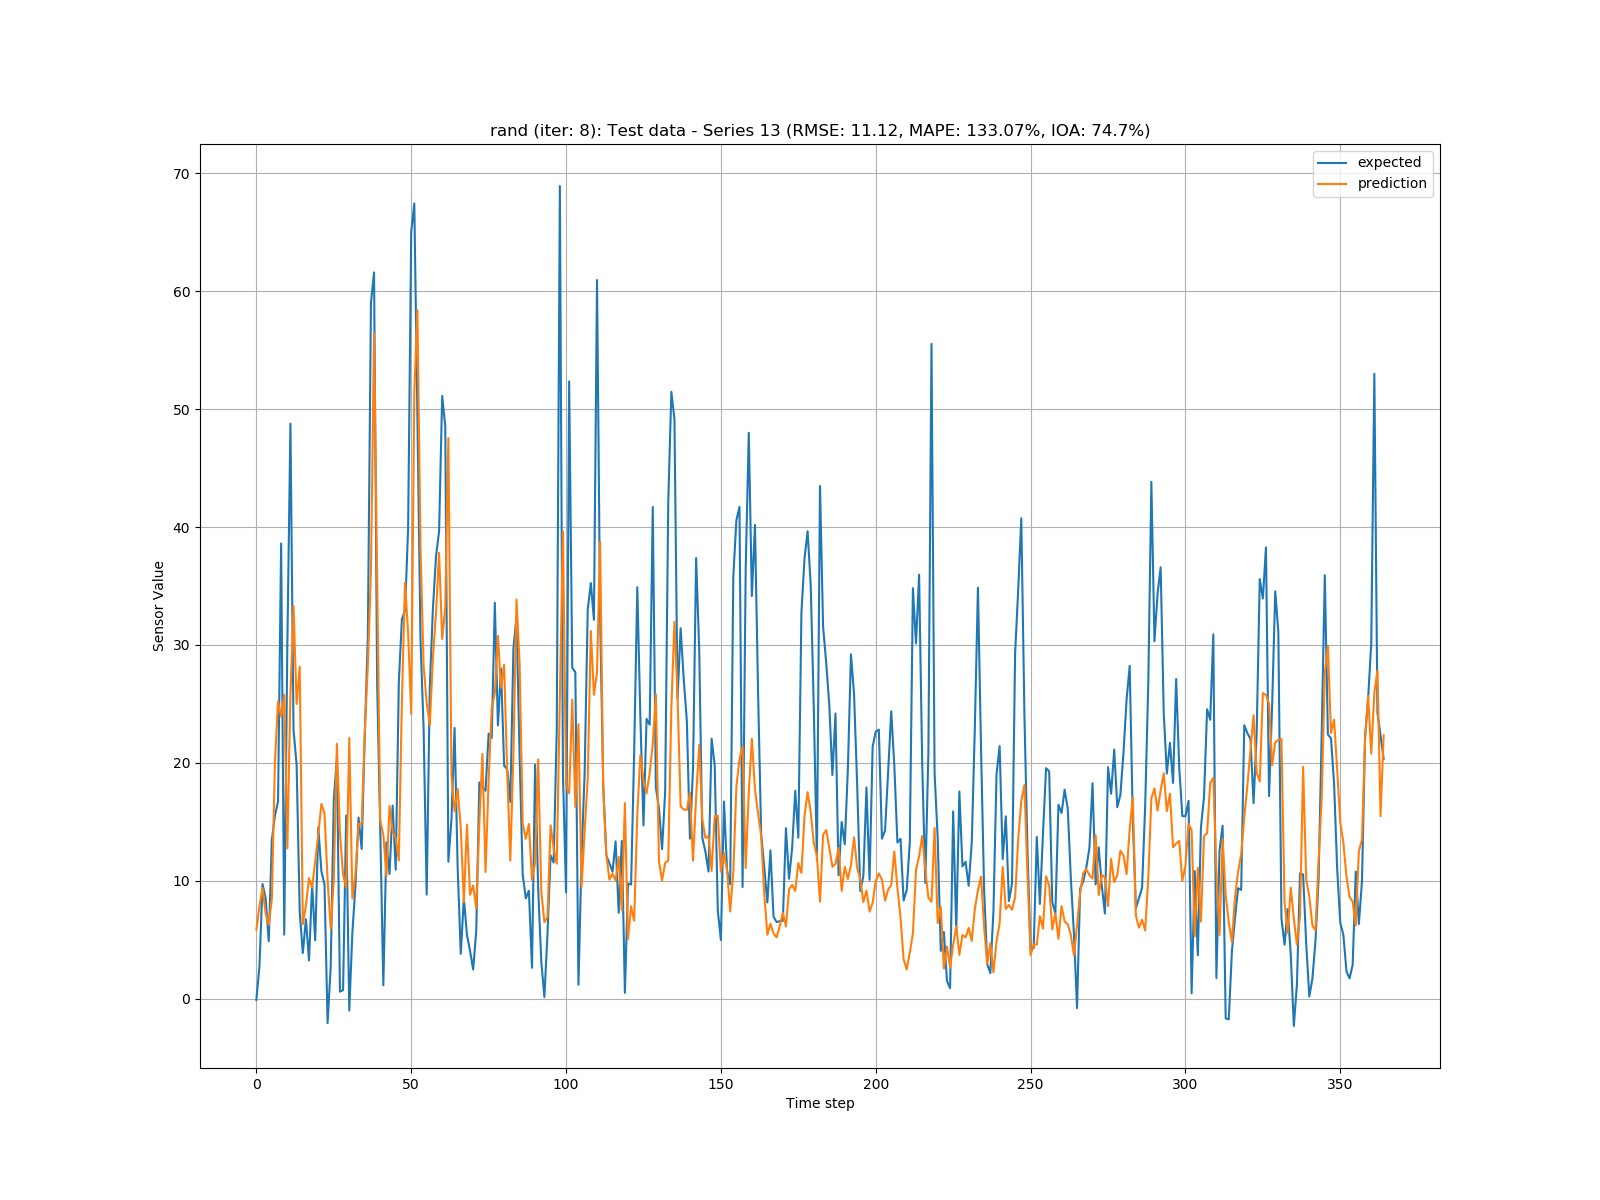 rand (iter: 8): Test data - Series 13 (RMSE: 11.12, MAPE: 133.07%, IOA: 74.7%)
expected
prediction
70
60
50
40
30
20
10
0
Sensor Value
0 50 100 150 200 250 300 350
Time step